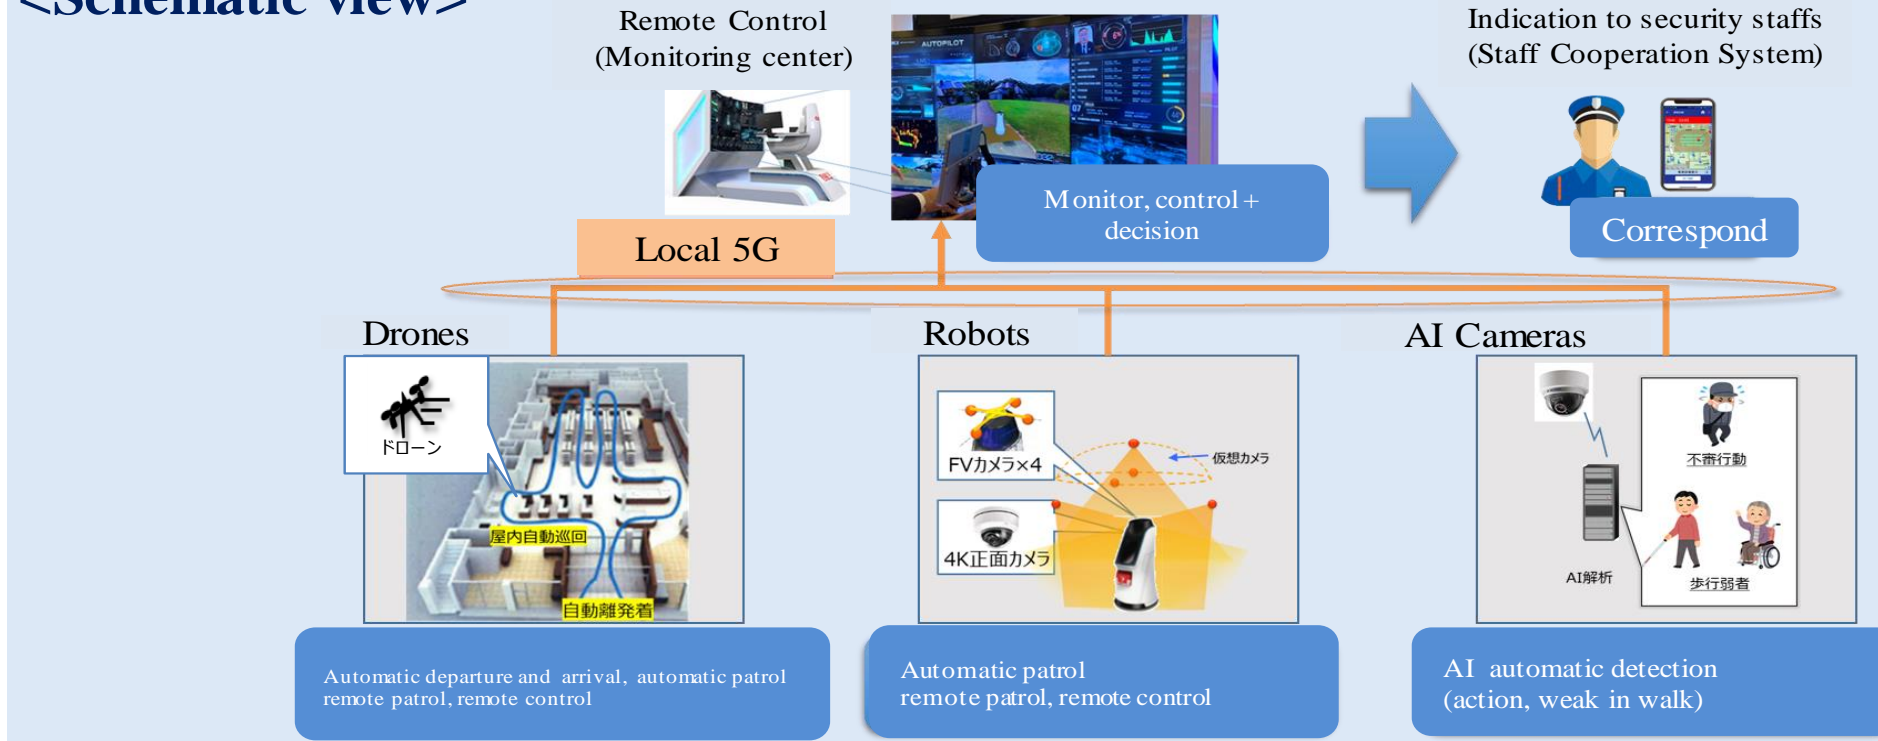 <Schematic view>
Remote Control
(Monitoring center)
Indication to security staffs
(Staff Cooperation System)
AUTOPILOT
Monitor, control +
decision
Correspond
Local 5G
Drones
Robots
AI Cameras
ドローン
屋内自動巡回
自動離発着
FVカメラ×4
仮想カメラ
4K正面カメラ
不審行動
AI解析
歩行弱者
Automatic departure and arrival, automatic patrol
remote patrol, remote control
Automatic patrol
remote patrol, remote control
AI automatic detection
(action, weak in walk)